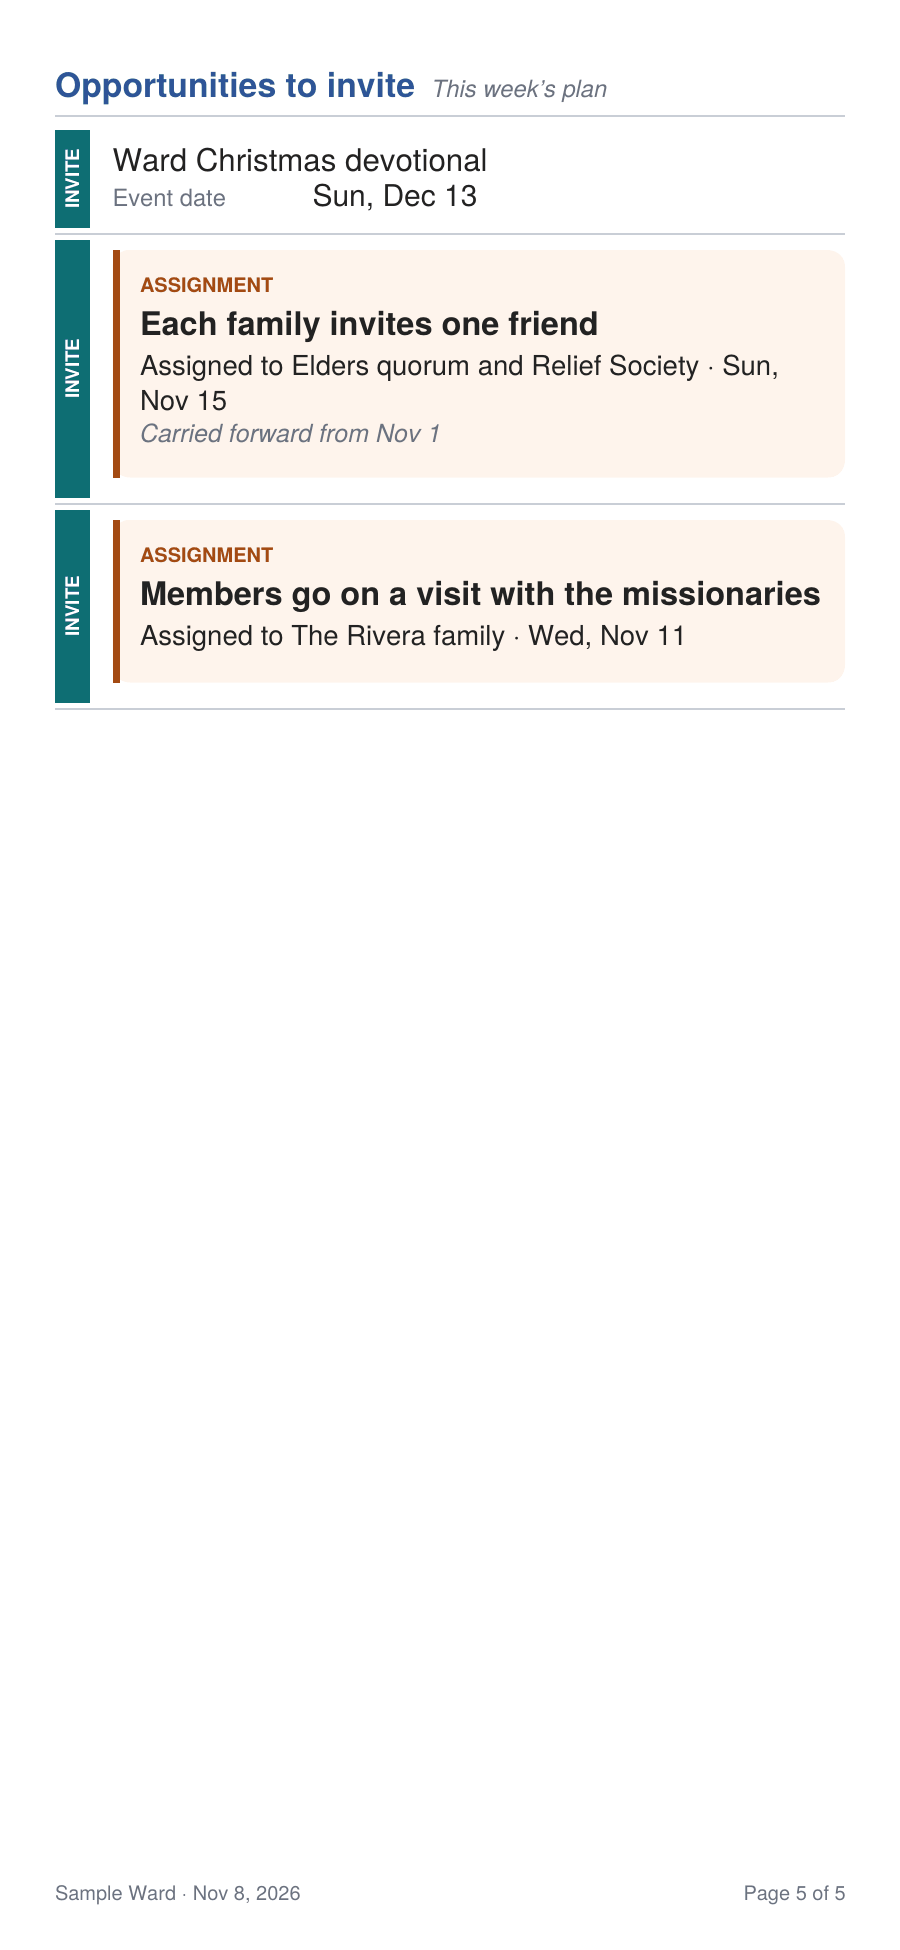 Opportunities to invite This week's plan
INVITE
Ward Christmas devotional
Event date Sun, Dec 13
INVITE
ASSIGNMENT
Each family invites one friend
Assigned to Elders quorum and Relief Society · Sun,
Nov 15
Carried forward from Nov 1
INVITE
ASSIGNMENT
Members go on a visit with the missionaries
Assigned to The Rivera family · Wed, Nov 11
Sample Ward · Nov 8, 2026 Page 5 of 5